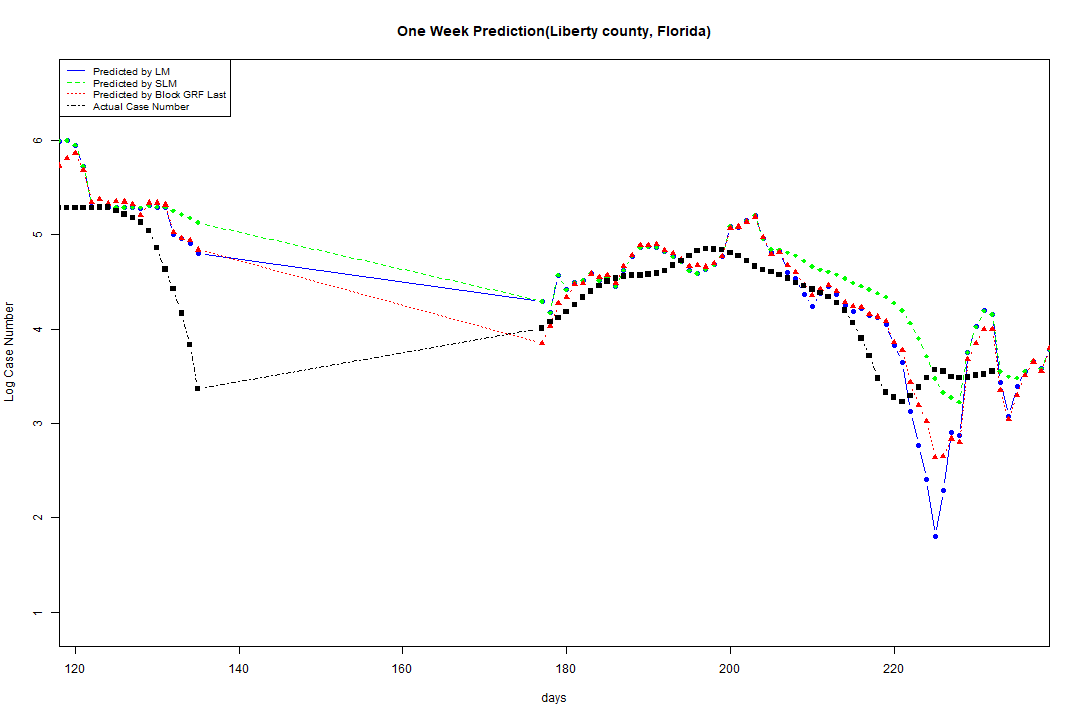 One Week Prediction(Liberty county, Florida)
Predicted by LM
Predicted by SLM
Predicted by Block GRF Last
Actual Case Number
6
5
4
3
2
1
Log Case Number
120 140 160 180 200 220
days